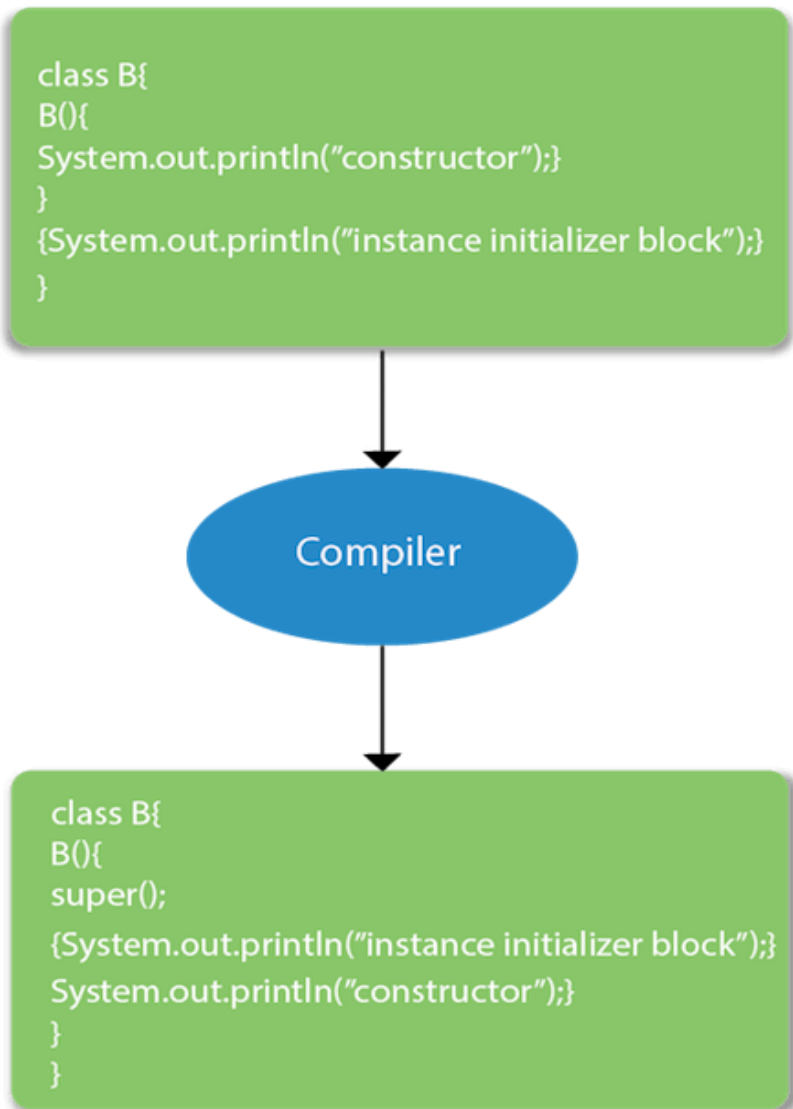 class B{
B(){
System.out.println("constructor");}
}
{System.out.println("instance initializer block");}
}
Compiler
class B{
B(){
super();
{System.out.println("instance initializer block");}
System.out.println("constructor");}
}
}